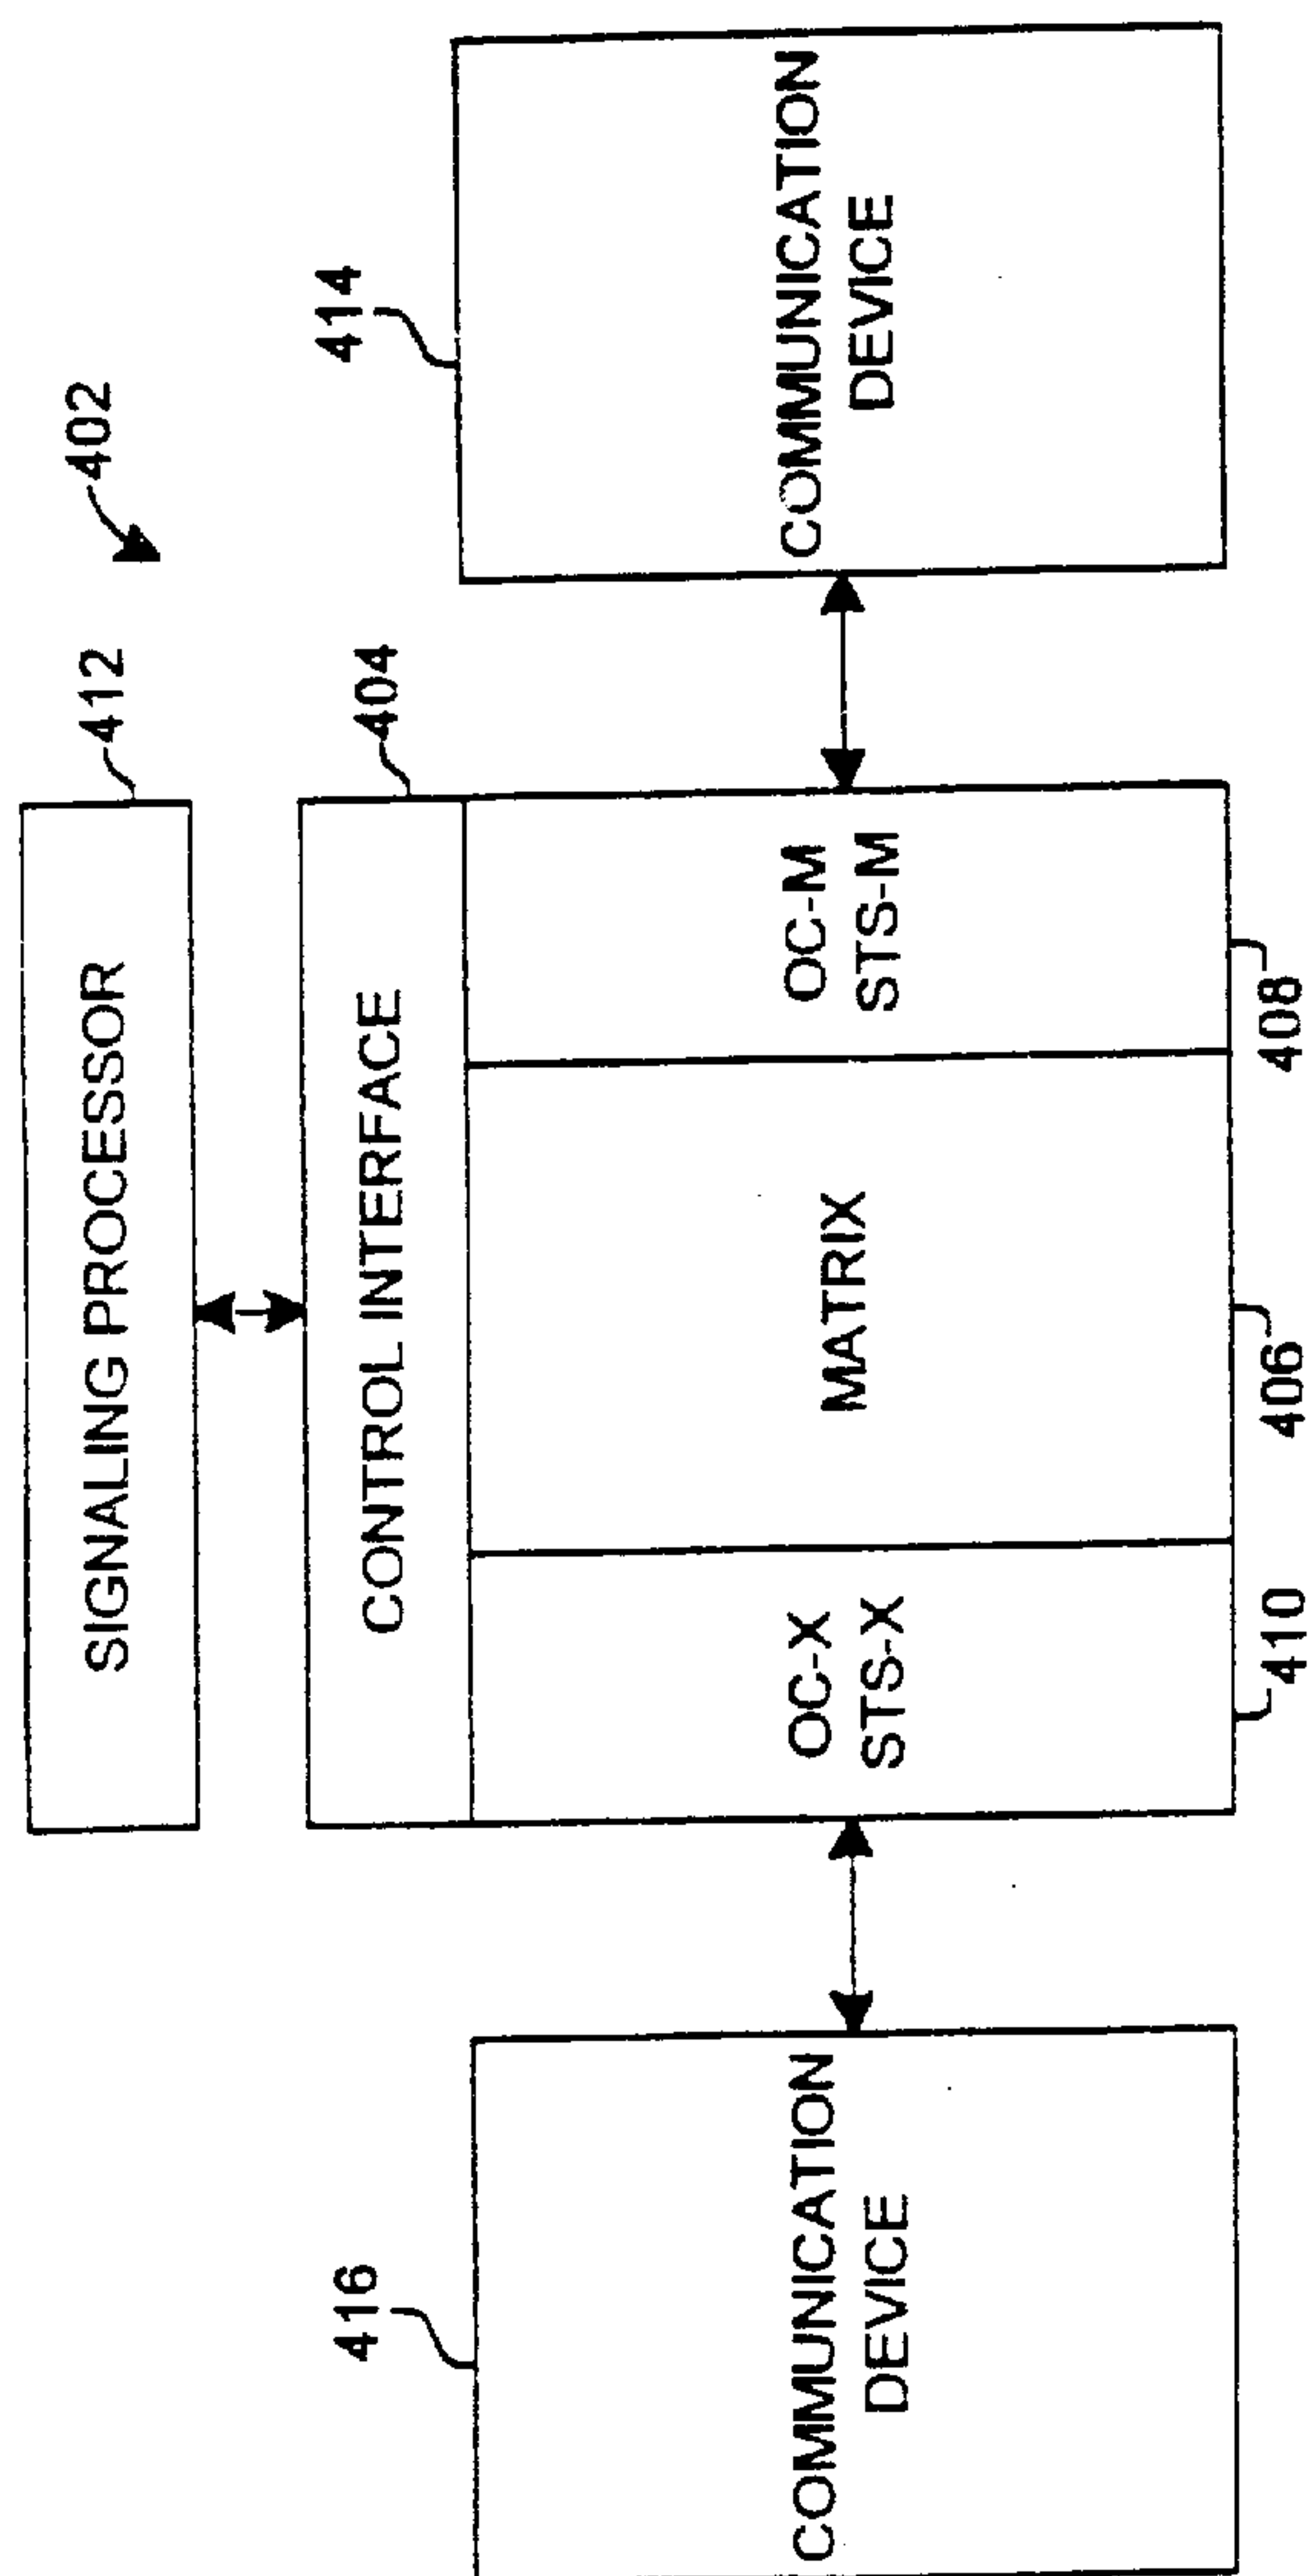 402
412
SIGNALING PROCESSOR
404
CONTROL INTERFACE
416
COMMUNICATION
DEVICE
OC-X
STS-X
MATRIX
OC-M
STS-M
414
COMMUNICATION
DEVICE
410
406
408